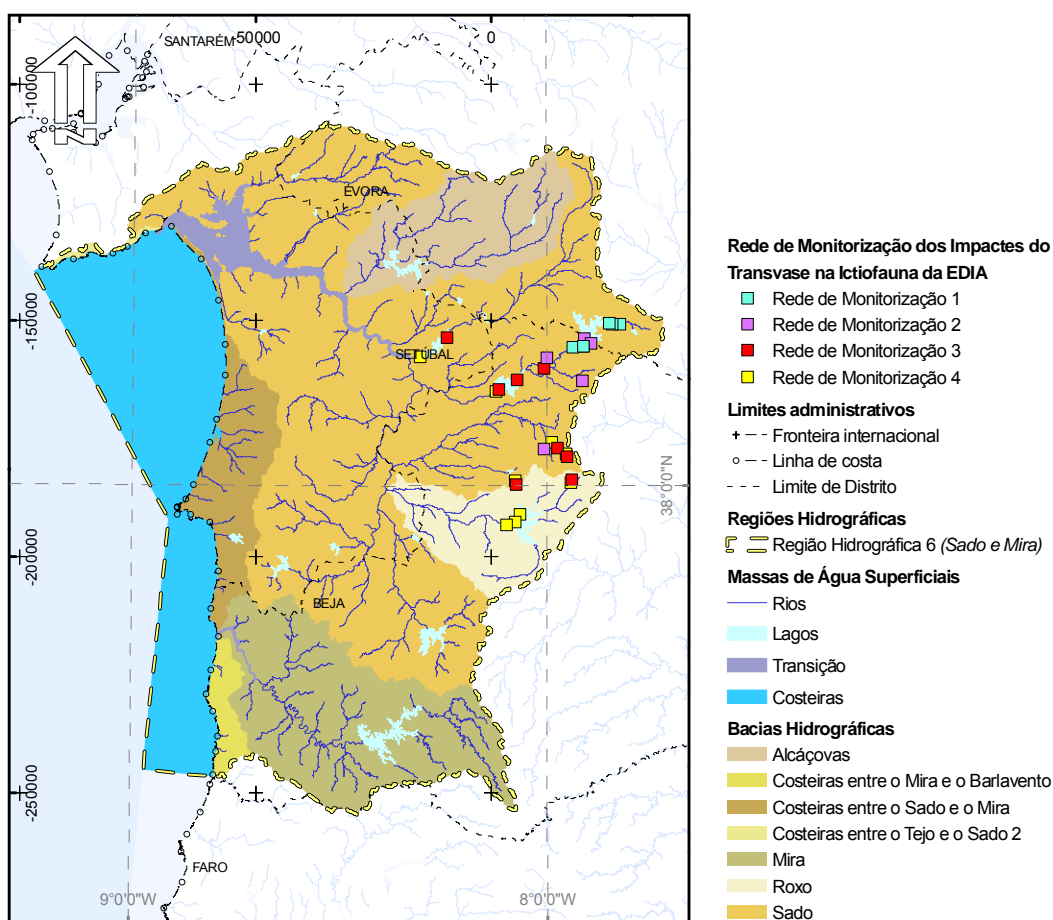 SANTARÉM
-50000
0
-100000
ÉVORA
-150000
SETÚBAL
38°0'0"N
-200000
BEJA
-250000
FARO
9°0'0"W
8°0'0"W
N
Rede de Monitorização dos Impactes do
Transvase na Ictiofauna da EDIA
Rede de Monitorização 1
Rede de Monitorização 2
Rede de Monitorização 3
Rede de Monitorização 4
Limites administrativos
Fronteira internacional
Linha de costa
Limite de Distrito
Regiões Hidrográficas
Região Hidrográfica 6 (Sado e Mira)
Massas de Água Superficiais
Rios
Lagos
Transição
Costeiras
Bacias Hidrográficas
Alcáçovas
Costeiras entre o Mira e o Barlavento
Costeiras entre o Sado e o Mira
Costeiras entre o Tejo e o Sado 2
Mira
Roxo
Sado